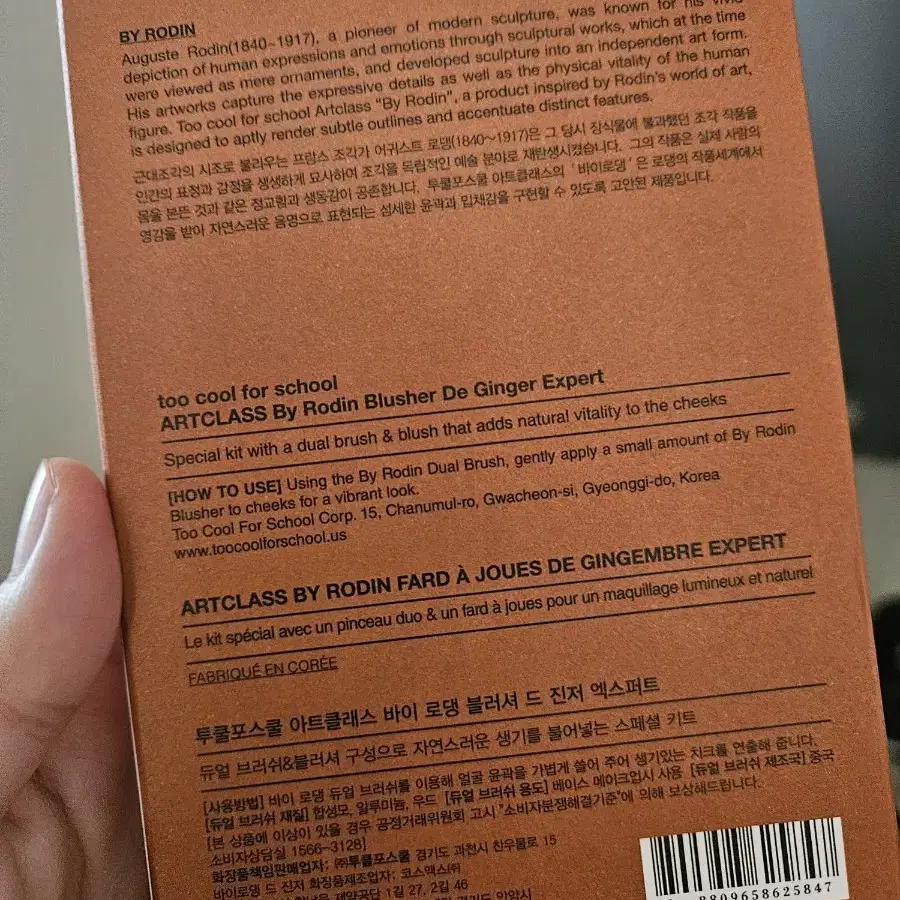 BY RODIN
Auguste Rodin(1840~1917), a pioneer of modern sculpture, was known for his vivid
depiction of human expressions and emotions through sculptural works, which at the time
were viewed as mere ornaments, and developed sculpture into an independent art form.
His artworks capture the expressive details as well as the physical vitality of the human
figure. Too cool for school Artclass "By Rodin", a product inspired by Rodin's world of art,
is designed to aptly render subtle outlines and accentuate distinct features.
근대조각의 시조로 불리우는 프랑스 조각가 어귀스트 로댕(1840~1917)은 그 당시 장식물에 불과했던 조각 작품을
인간의 표정과 감정을 생생하게 묘사하여 조각을 독립적인 예술 분야로 재탄생시켰습니다. 그의 작품은 실제 사람의
몸을 본뜬 것과 같은 정교함과 생동감이 공존합니다. 투쿨포스쿨 아트클래스의 '바이로댕'은 로댕의 작품세계에서
영감을 받아 자연스러운 음영으로 표현되는 섬세한 윤곽과 입체감을 구현할 수 있도록 고안된 제품입니다.
too cool for school
ARTCLASS By Rodin Blusher De Ginger Expert
Special kit with a dual brush & blush that adds natural vitality to the cheeks
[HOW TO USE] Using the By Rodin Dual Brush, gently apply a small amount of By Rodin
Blusher to cheeks for a vibrant look.
Too Cool For School Corp. 15, Chanumul-ro, Gwacheon-si, Gyeonggi-do, Korea
www.toocoolforschool.us
ARTCLASS BY RODIN FARD À JOUES DE GINGEMBRE EXPERT
Le kit spécial avec un pinceau duo & un fard à joues pour un maquillage lumineux et naturel
FABRIQUÉ EN CORÉE
투쿨포스쿨 아트클래스 바이 로댕 블러셔 드 진저 엑스퍼트
듀얼 브러쉬&블러셔 구성으로 자연스러운 생기를 불어넣는 스페셜 키트
[사용방법] 바이 로댕 듀얼 브러쉬를 이용해 얼굴 윤곽을 가볍게 쓸어 주어 생기있는 치크를 연출해 줍니다.
[듀얼 브러쉬 재질] 합성모, 알루미늄, 우드 [듀얼 브러쉬 용도] 베이스 메이크업시 사용 [듀얼 브러쉬 제조국] 중국
[본 상품에 이상이 있을 경우 공정거래위원회 고시 "소비자분쟁해결기준"에 의해 보상해드립니다.
소비자상담실 1566-3128]
화장품책임판매업자: ㈜투쿨포스쿨 경기도 과천시 찬우물로 15
바이로댕 드 진저 화장품제조업자: 코스맥스㈜
제약공단 1길 27, 2길 46
8809658625847